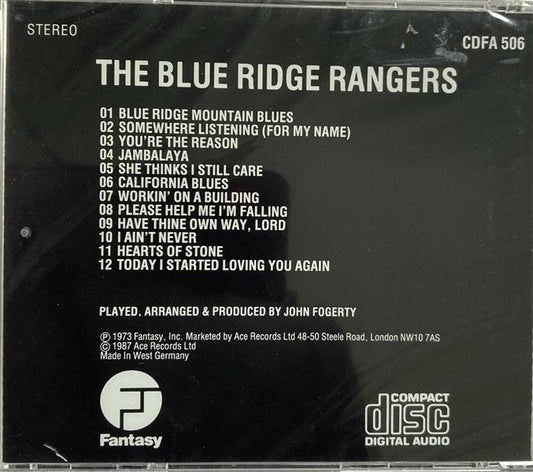 STEREO
CDFA 506
THE BLUE RIDGE RANGERS
01 BLUE RIDGE MOUNTAIN BLUES
02 SOMEWHERE LISTENING (FOR MY NAME)
03 YOU'RE THE REASON
04 JAMBALAYA
05 SHE THINKS I STILL CARE
06 CALIFORNIA BLUES
07 WORKIN' ON A BUILDING
08 PLEASE HELP ME I'M FALLING
09 HAVE THINE OWN WAY, LORD
10 I AIN'T NEVER
11 HEARTS OF STONE
12 TODAY I STARTED LOVING YOU AGAIN
PLAYED, ARRANGED & PRODUCED BY JOHN FOGERTY
℗ 1973 Fantasy, Inc. Marketed by Ace Records Ltd 48-50 Steele Road, London NW10 7AS
© 1987 Ace Records Ltd
Made In West Germany
F
Fantasy
COMPACT
disc
DIGITAL AUDIO